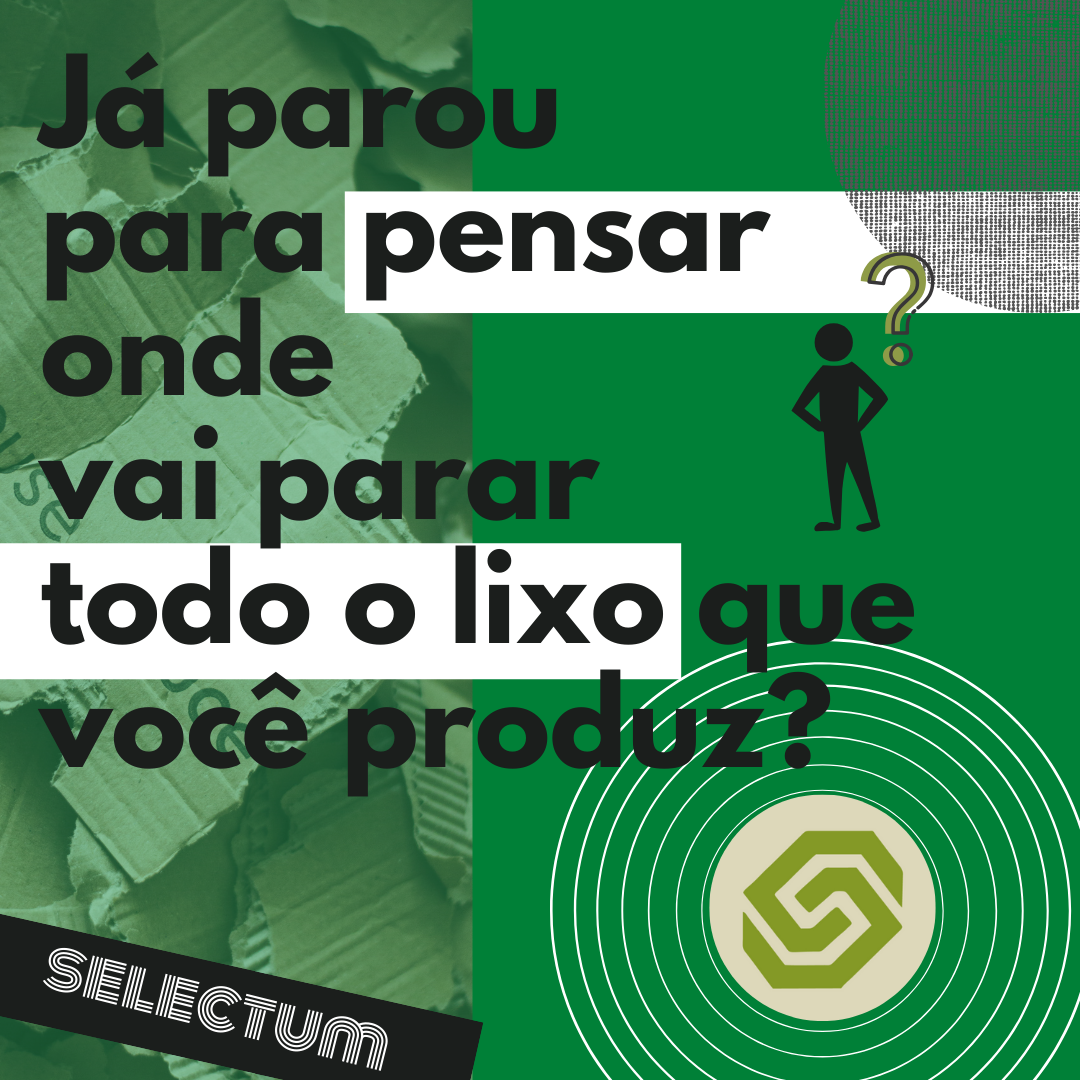 Já parou
para pensar
?
onde
vai parar
todo o lixo que
você produz?
SELECTUM